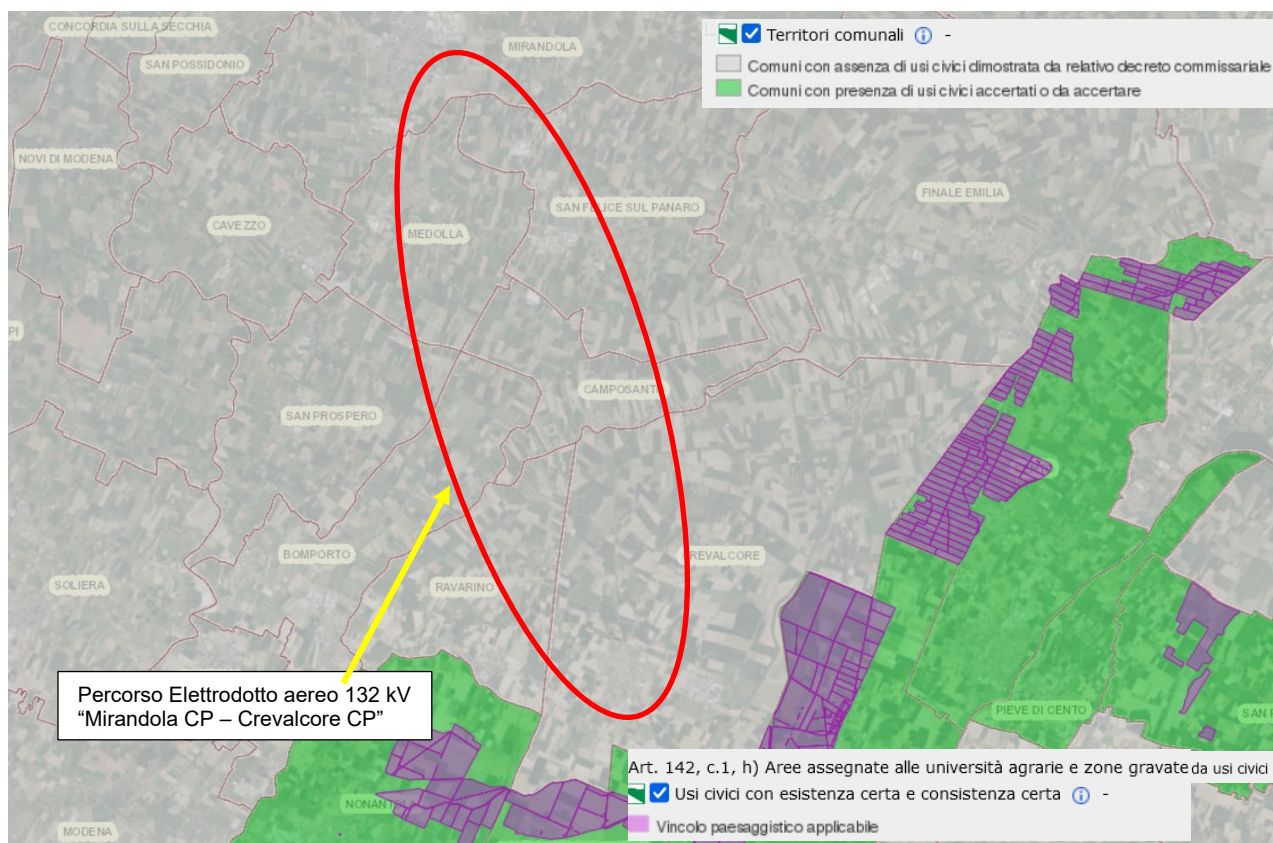 CONCORDIA SULLA SECCHIA
MIRANDOLA
SAN POSSIDONIO
Territori comunali -
Comuni con assenza di usi civici dimostrata da relativo decreto commissariale
Comuni con presenza di usi civici accertati o da accertare
NOVI DI MODENA
FINALE EMILIA
SAN FELICE SUL PANARO
CAVEZZO
MEDOLLA
PI
CAMPOSANTO
SAN PROSPERO
BOMPORTO
REVALCORE
SOLIERA
RAVARINO
Percorso Elettrodotto aereo 132 kV
“Mirandola CP – Crevalcore CP”
PIEVE DI CENTO
SAN
Art. 142, c.1, h) Aree assegnate alle università agrarie e zone gravate da usi civici
Usi civici con esistenza certa e consistenza certa -
Vincolo paesaggistico applicabile
NONANTOLA
MODENA